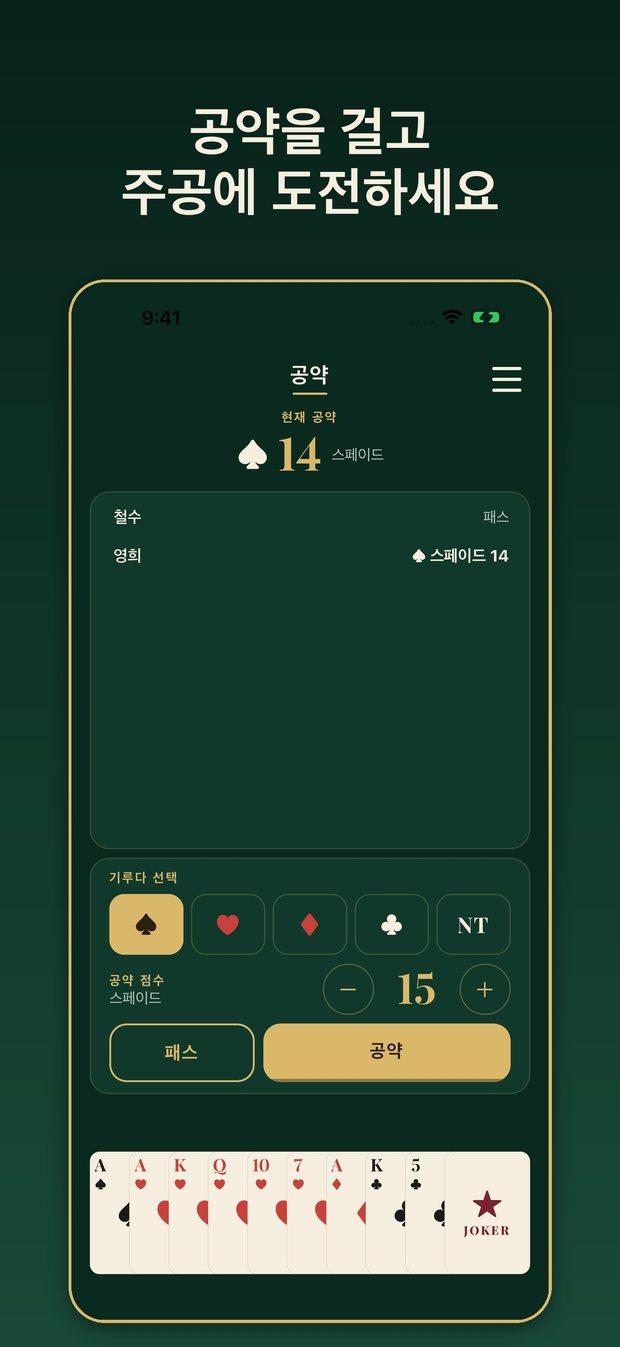 공약을 걸고
주공에 도전하세요
9:41
공약
현재 공약
14 스페이드
철수 패스
영희 스페이드 14
기루다 선택
NT
공약 점수
스페이드
15
패스 공약
A A K Q 10 7 A K 5
JOKER